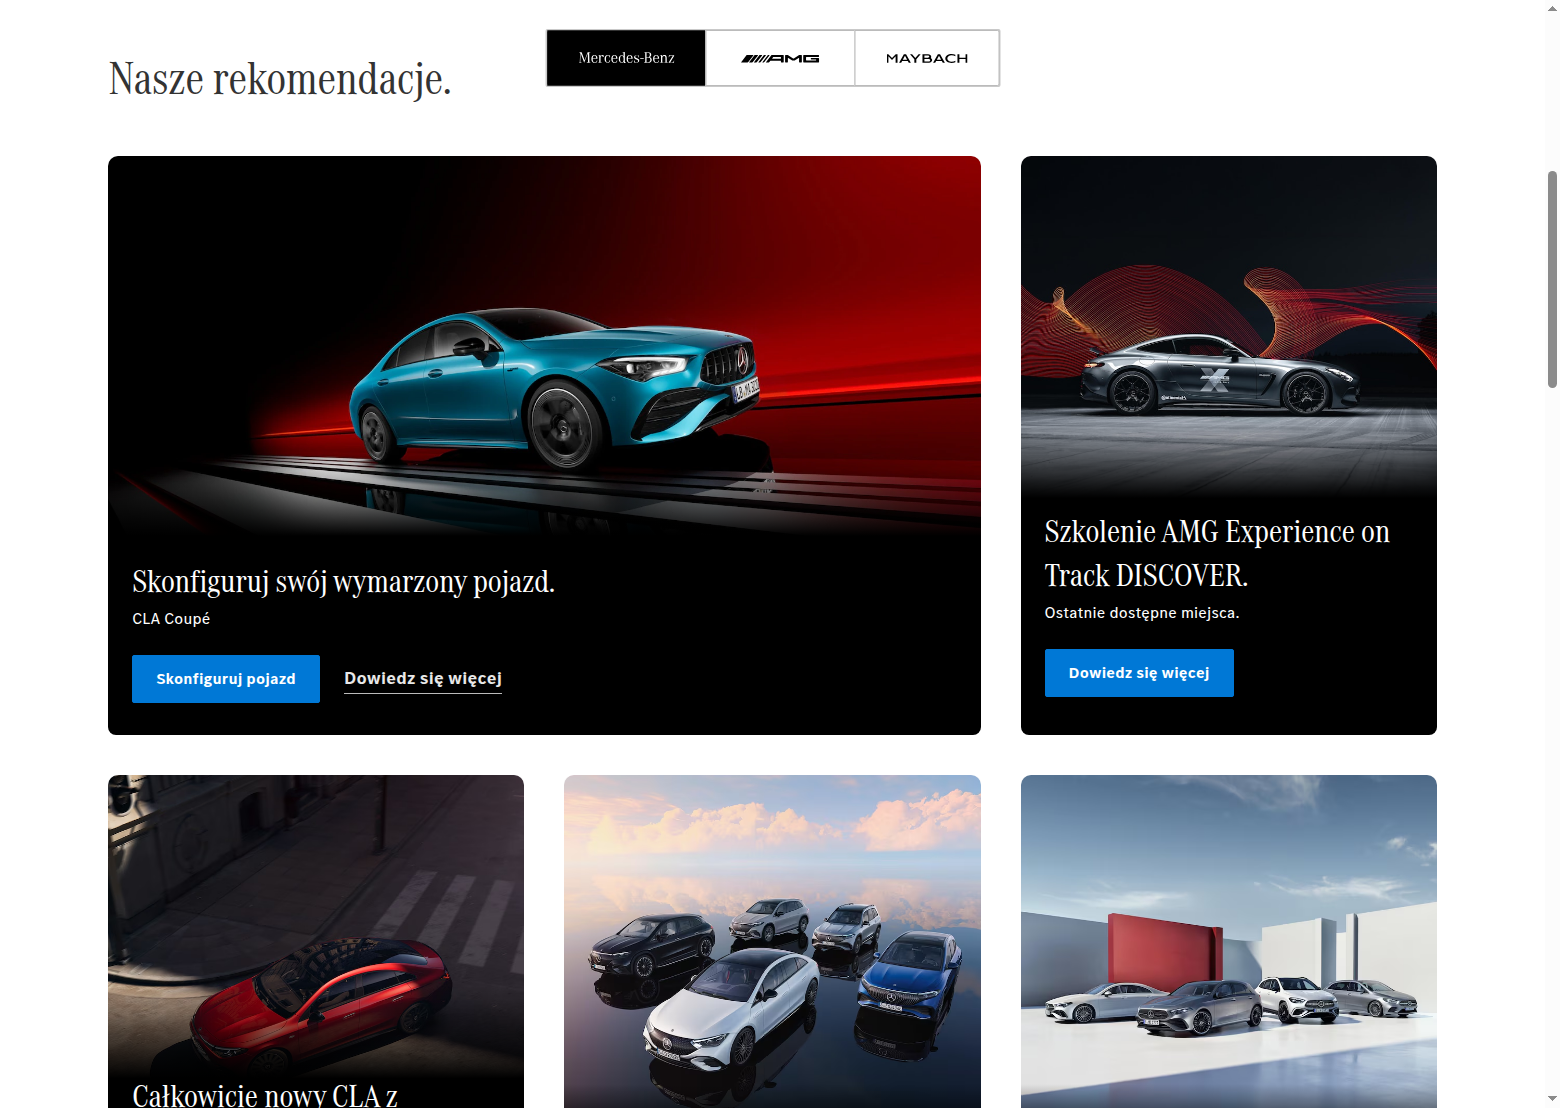 Nasze rekomendacje.
Mercedes-Benz
AMG
MAYBACH
Skonfiguruj swój wymarzony pojazd.
CLA Coupé
Skonfiguruj pojazd
Dowiedz się więcej
Szkolenie AMG Experience on
Track DISCOVER.
Ostatnie dostępne miejsca.
Dowiedz się więcej
Całkowicie nowy CLA z